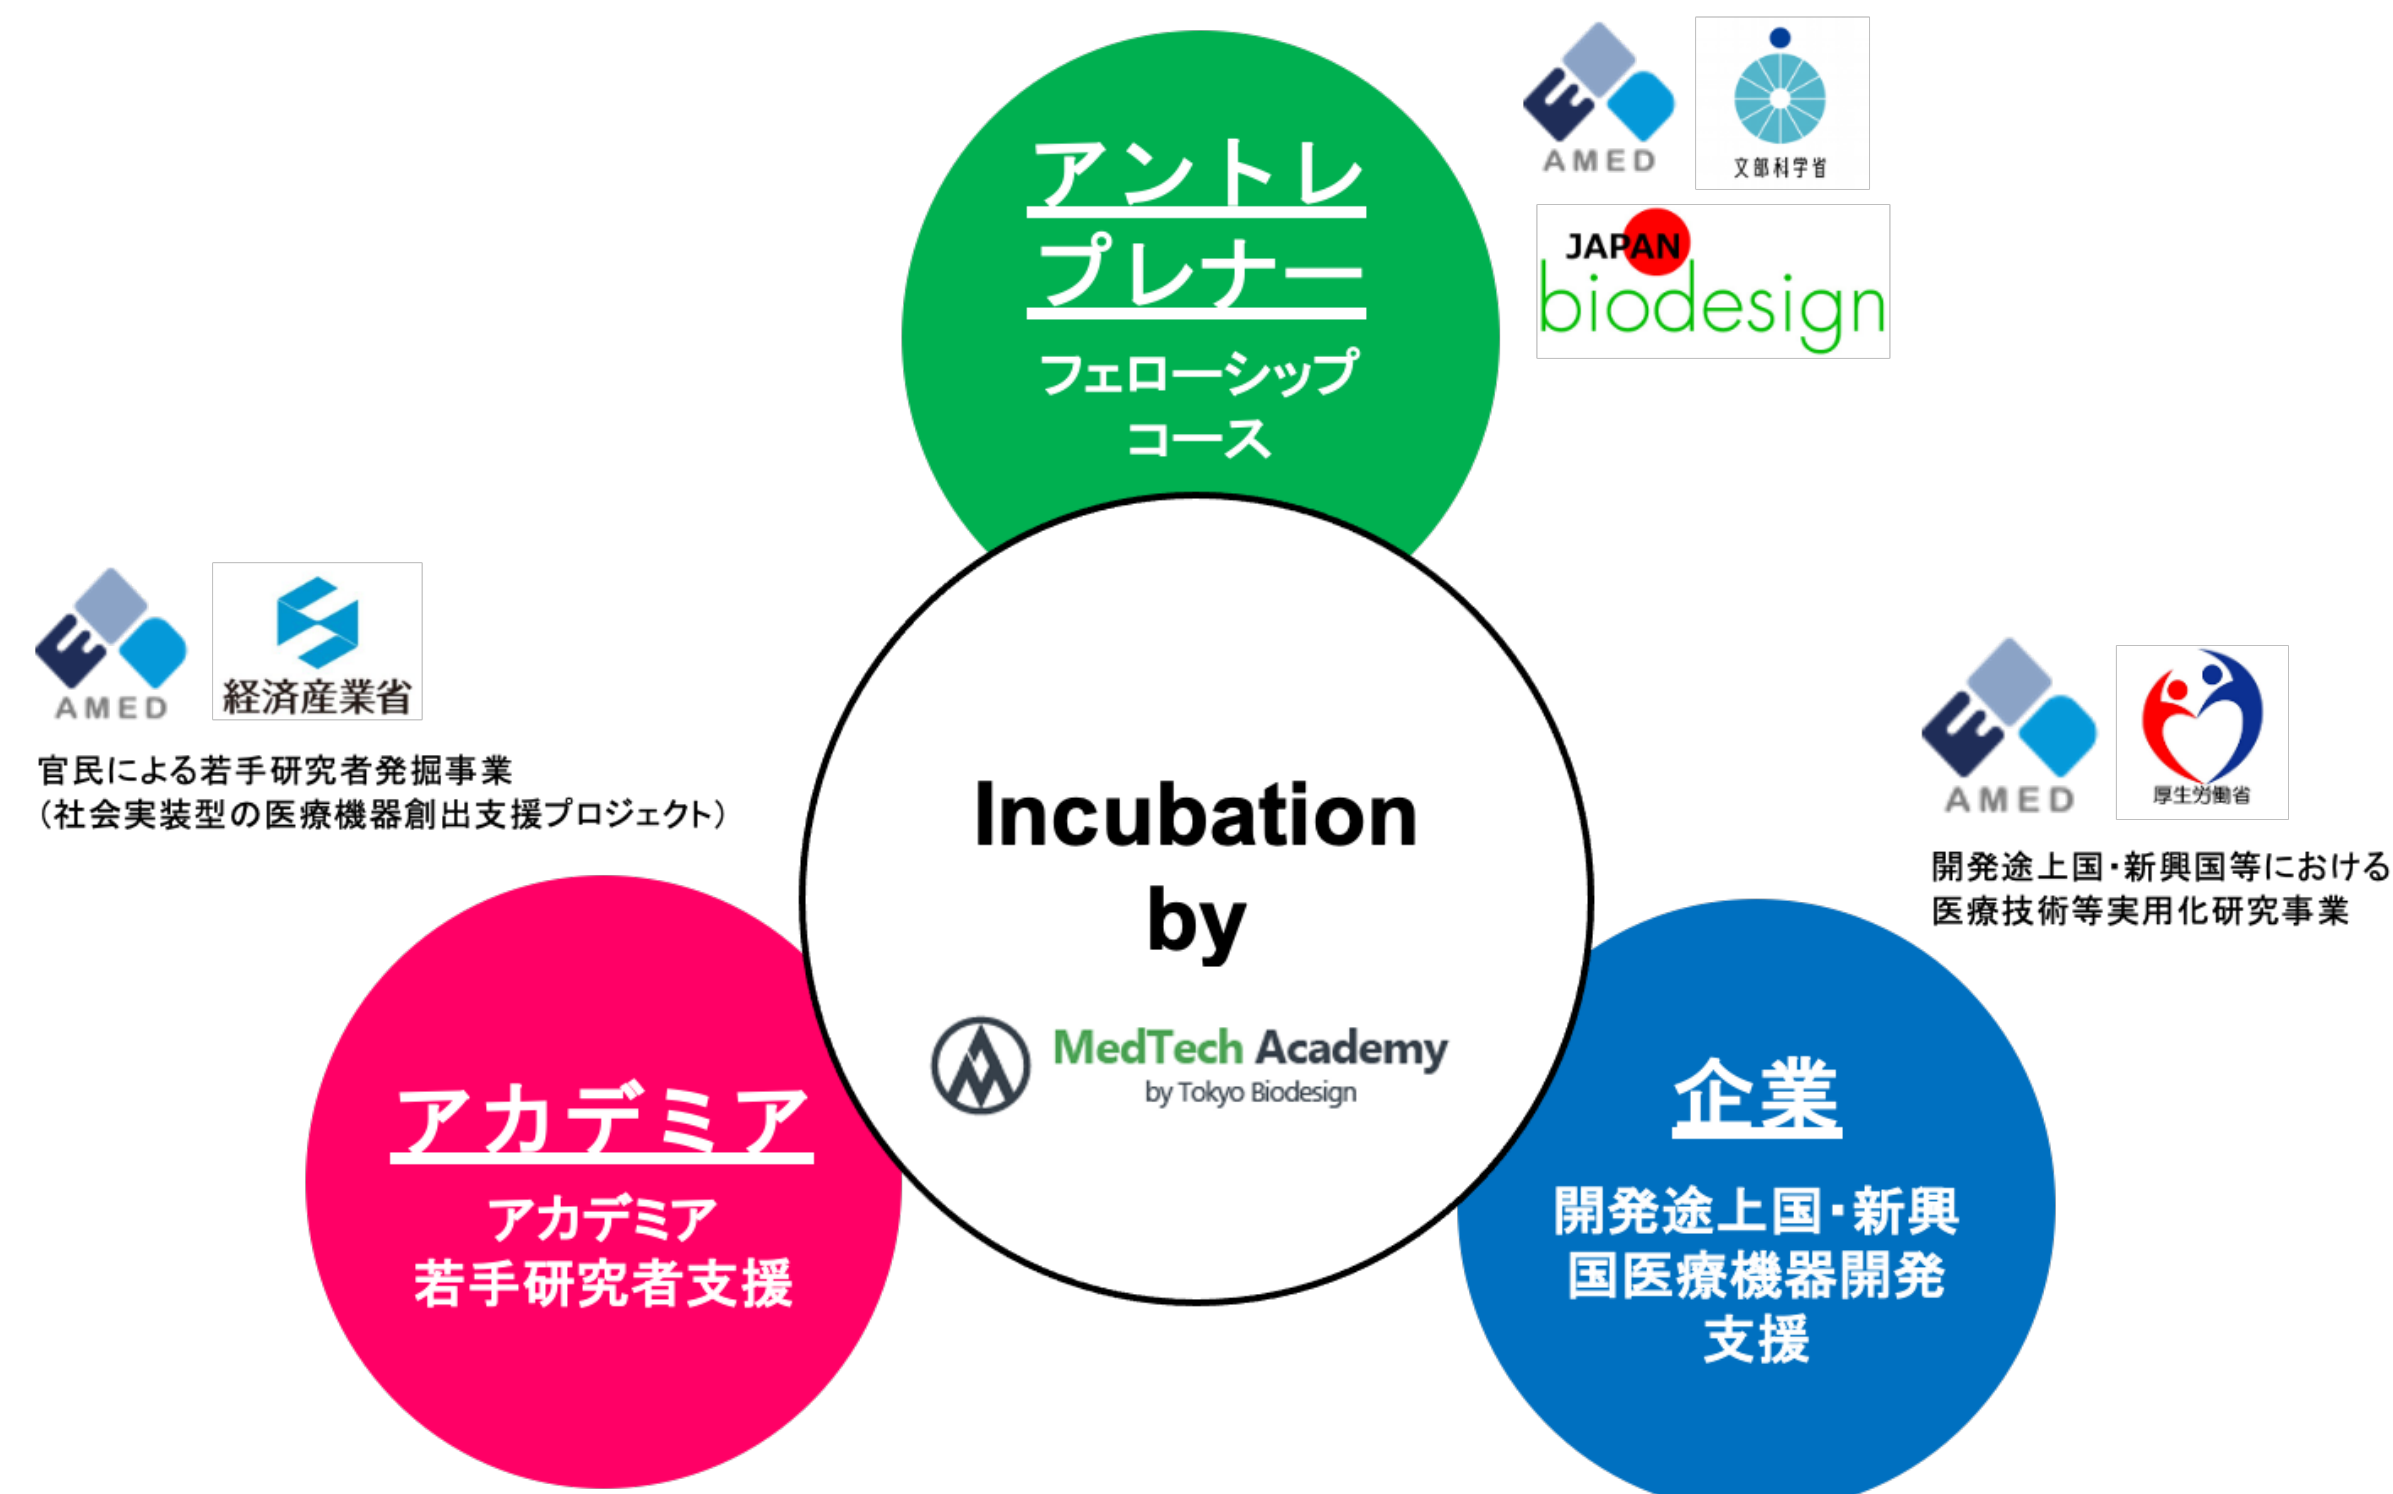 アントレ
プレナー
フェローシップ
コース
AMED
文部科学省
JAPAN
biodesign
AMED
経済産業省
官民による若手研究者発掘事業
（社会実装型の医療機器創出支援プロジェクト）
AMED
厚生労働省
開発途上国・新興国等における
医療技術等実用化研究事業
Incubation
by
MedTech Academy
by Tokyo Biodesign
アカデミア
アカデミア
若手研究者支援
企業
開発途上国・新興
国医療機器開発
支援